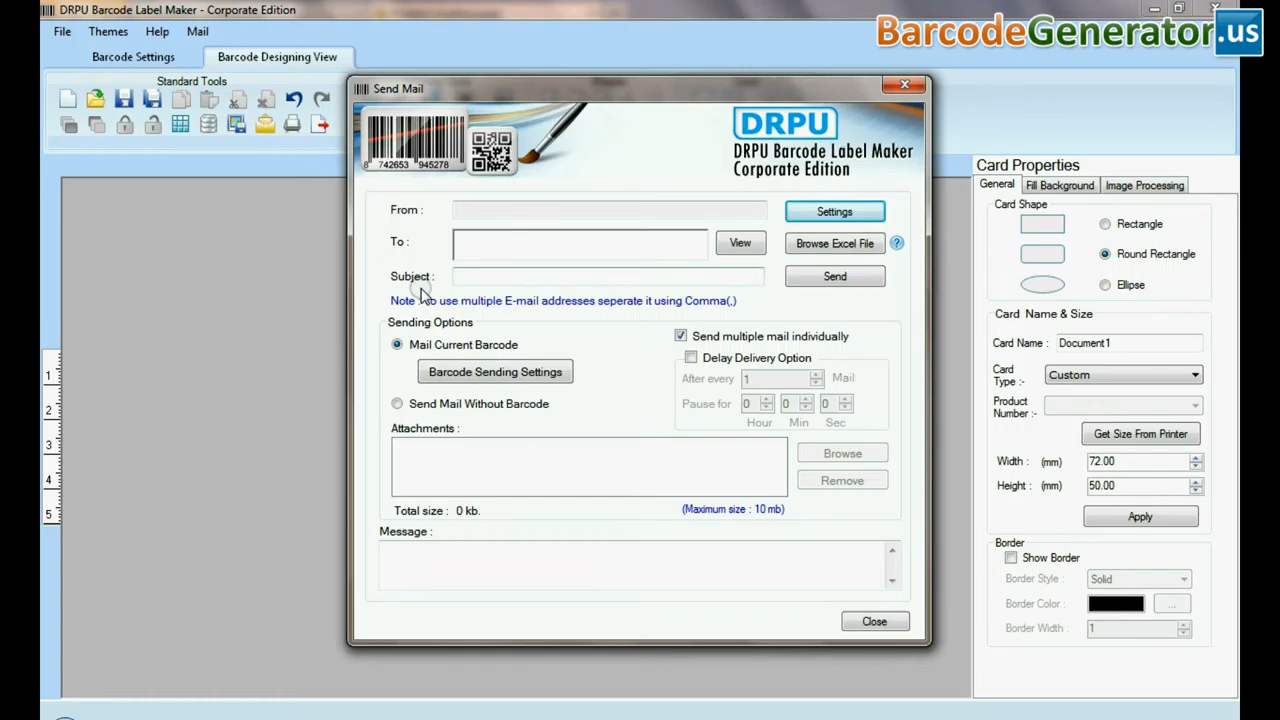 DRPU Barcode Label Maker - Corporate Edition
BarcodeGenerator.us
File Themes Help Mail
Barcode Settings Barcode Designing View
Standard Tools
Send Mail
8 742653 945278
DRPU
DRPU Barcode Label Maker
Corporate Edition
From :
Settings
To :
View
Browse Excel File
?
Subject :
Send
Note use multiple E-mail addresses seperate it using Comma(,)
Sending Options
Mail Current Barcode
Barcode Sending Settings
Send Mail Without Barcode
Send multiple mail individually
Delay Delivery Option
After every 1 Mail
Pause for 0 0 0
Hour Min Sec
Attachments :
Browse
Remove
Total size : 0 kb.
(Maximum size : 10 mb)
Message :
Close
1
2
3
4
5
Card Properties
General Fill Background Image Processing
Card Shape
Rectangle
Round Rectangle
Ellipse
Card Name & Size
Card Name : Document1
Card
Type :- Custom
Product
Number :-
Get Size From Printer
Width : (mm) 72.00
Height : (mm) 50.00
Apply
Border
Show Border
Border Style : Solid
Border Color : ...
Border Width : 1